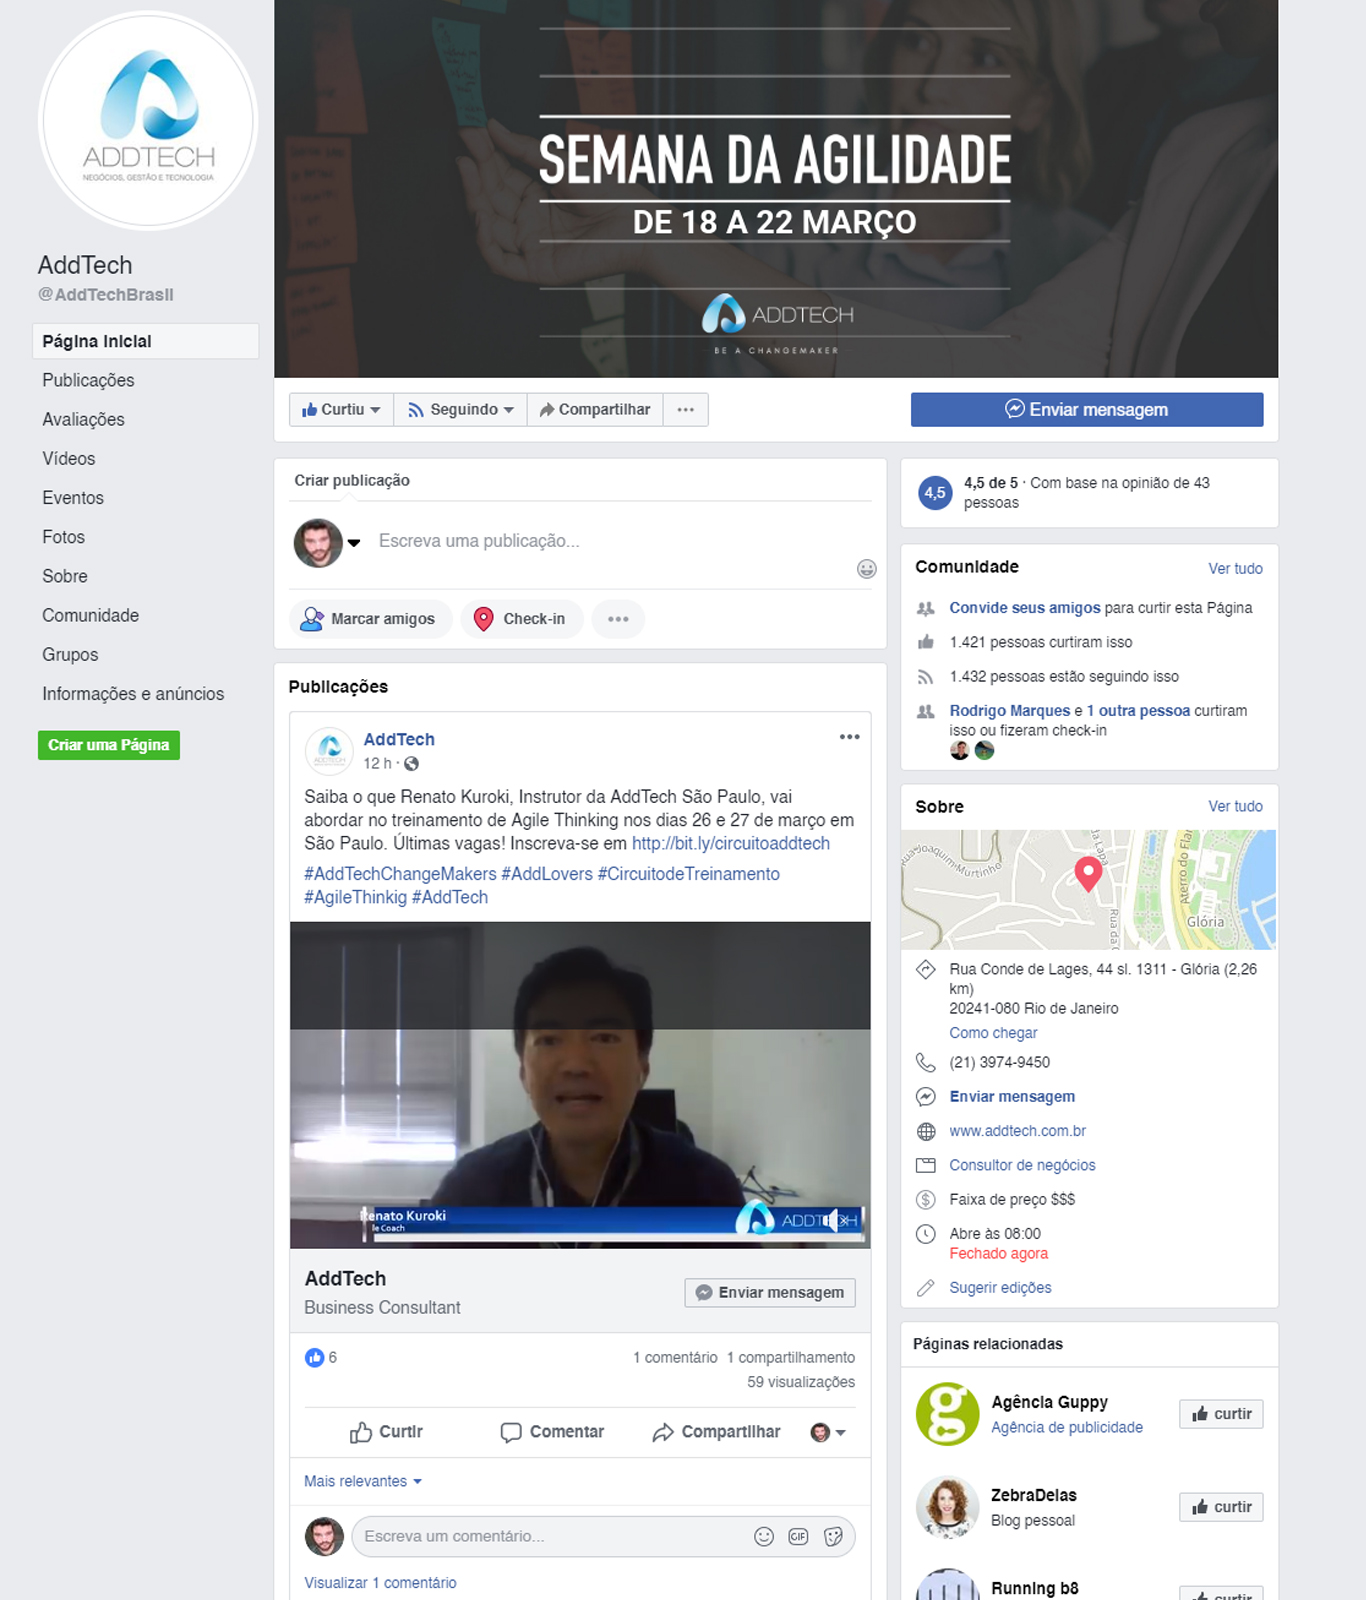 ADDTECH
NEGÓCIOS, GESTÃO E TECNOLOGIA
AddTech
@AddTechBrasil
Página inicial
Publicações
Avaliações
Vídeos
Eventos
Fotos
Sobre
Comunidade
Grupos
Informações e anúncios
Criar uma Página
SEMANA DA AGILIDADE
DE 18 A 22 MARÇO
ADDTECH
BE A CHANGEMAKER
Curtiu
Seguindo
Compartilhar
Enviar mensagem
Criar publicação
Escreva uma publicação...
Marcar amigos
Check-in
Publicações
AddTech
12 h ·
Saiba o que Renato Kuroki, Instrutor da AddTech São Paulo, vai
abordar no treinamento de Agile Thinking nos dias 26 e 27 de março em
São Paulo. Últimas vagas! Inscreva-se em http://bit.ly/circuitoaddtech
#AddTechChangeMakers #AddLovers #CircuitodeTreinamento
#AgileThinkig #AddTech
Renato Kuroki
le Coach
ADDTECH
AddTech
Business Consultant
Enviar mensagem
6
1 comentário 1 compartilhamento
59 visualizações
Curtir
Comentar
Compartilhar
Mais relevantes
Escreva um comentário...
GIF
Visualizar 1 comentário
4,5
4,5 de 5 · Com base na opinião de 43
pessoas
Comunidade
Ver tudo
Convide seus amigos para curtir esta Página
1.421 pessoas curtiram isso
1.432 pessoas estão seguindo isso
Rodrigo Marques e 1 outra pessoa curtiram
isso ou fizeram check-in
Sobre
Ver tudo
Rua Joaquim
Murtinho
da Lapa
Rua da
Aterro do Flam
Glória
Rua Conde de Lages, 44 sl. 1311 - Glória (2,26
km)
20241-080 Rio de Janeiro
Como chegar
(21) 3974-9450
Enviar mensagem
www.addtech.com.br
Consultor de negócios
Faixa de preço $$$
Abre às 08:00
Fechado agora
Sugerir edições
Páginas relacionadas
g
Agência Guppy
Agência de publicidade
curtir
ZebraDelas
Blog pessoal
curtir
Running b8
curtir